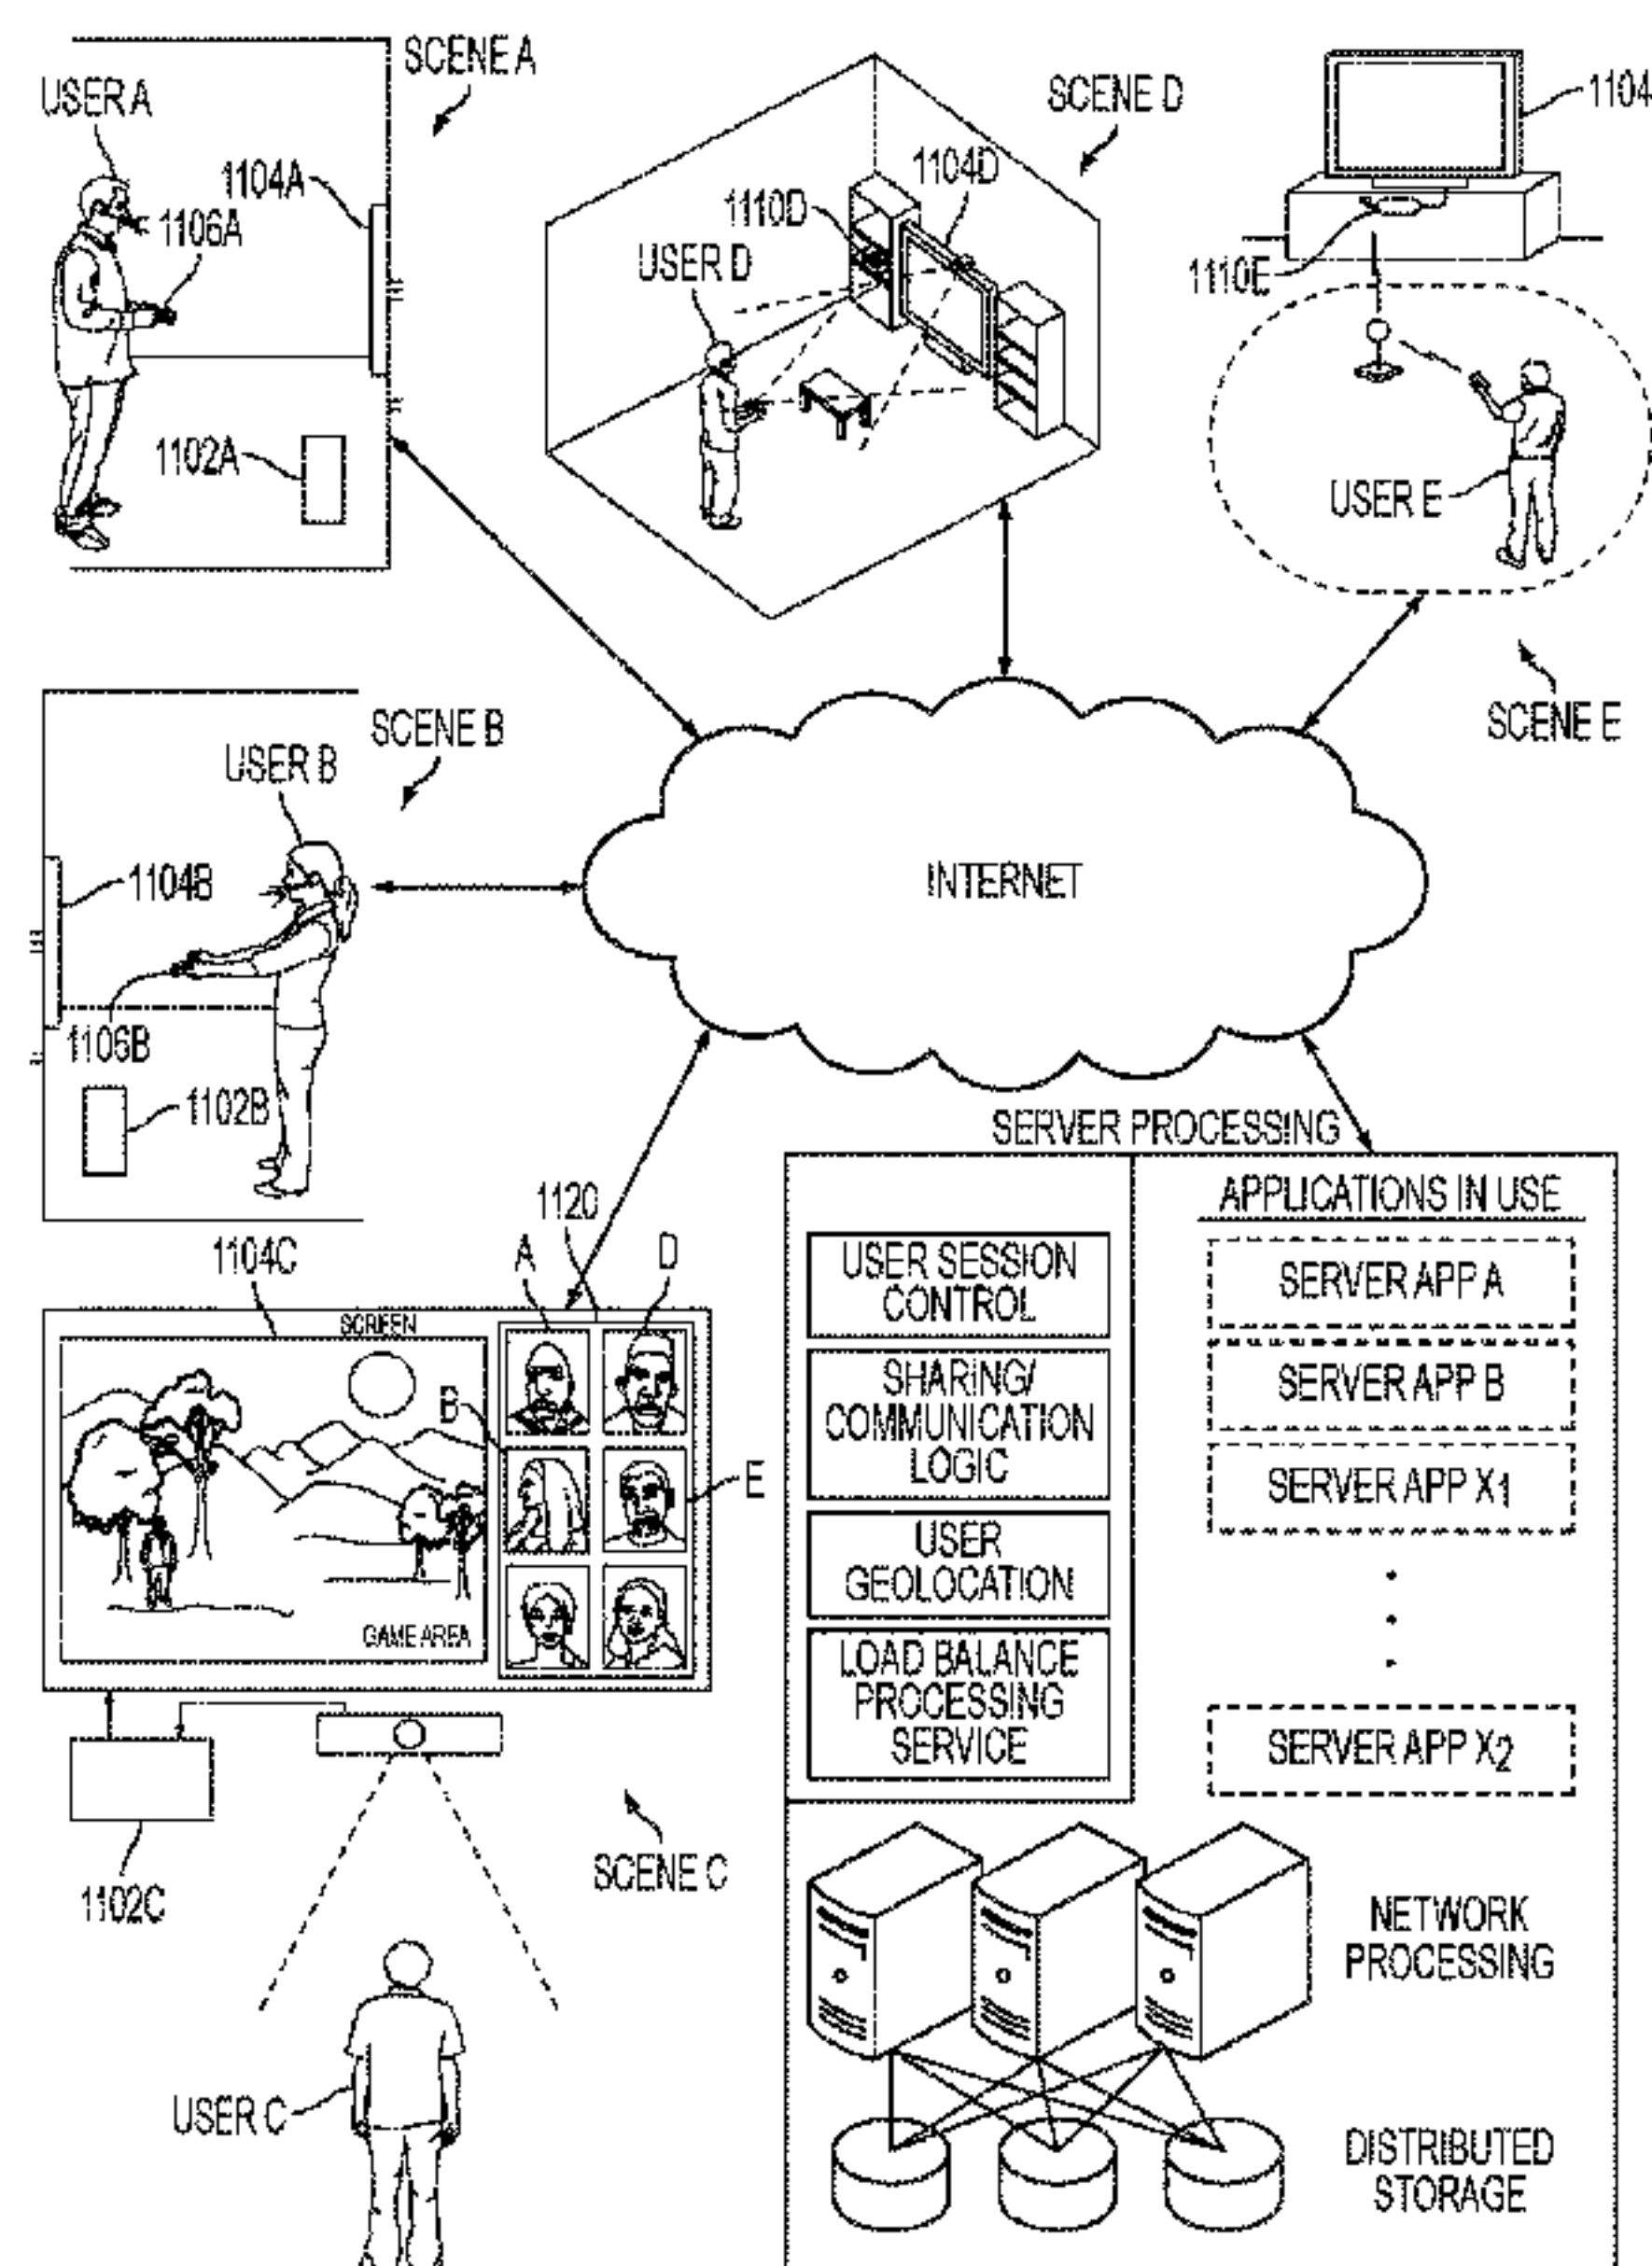 SCENE A
USER A
1104A
1106A
1102A
SCENE D
1104D
1110D
USER D
1104
1110E
USER E
SCENE E
SCENE B
USER B
1104B
1106B
1102B
INTERNET
SERVER PROCESSING
1120
A
D
1104C
SCREEN
B
E
GAME AREA
1102C
SCENE C
USER C
APPLICATIONS IN USE
USER SESSION
CONTROL
SHARING/
COMMUNICATION
LOGIC
USER
GEOLOCATION
LOAD BALANCE
PROCESSING
SERVICE
SERVER APP A
SERVER APP B
SERVER APP X1
SERVER APP X2
NETWORK
PROCESSING
DISTRIBUTED
STORAGE